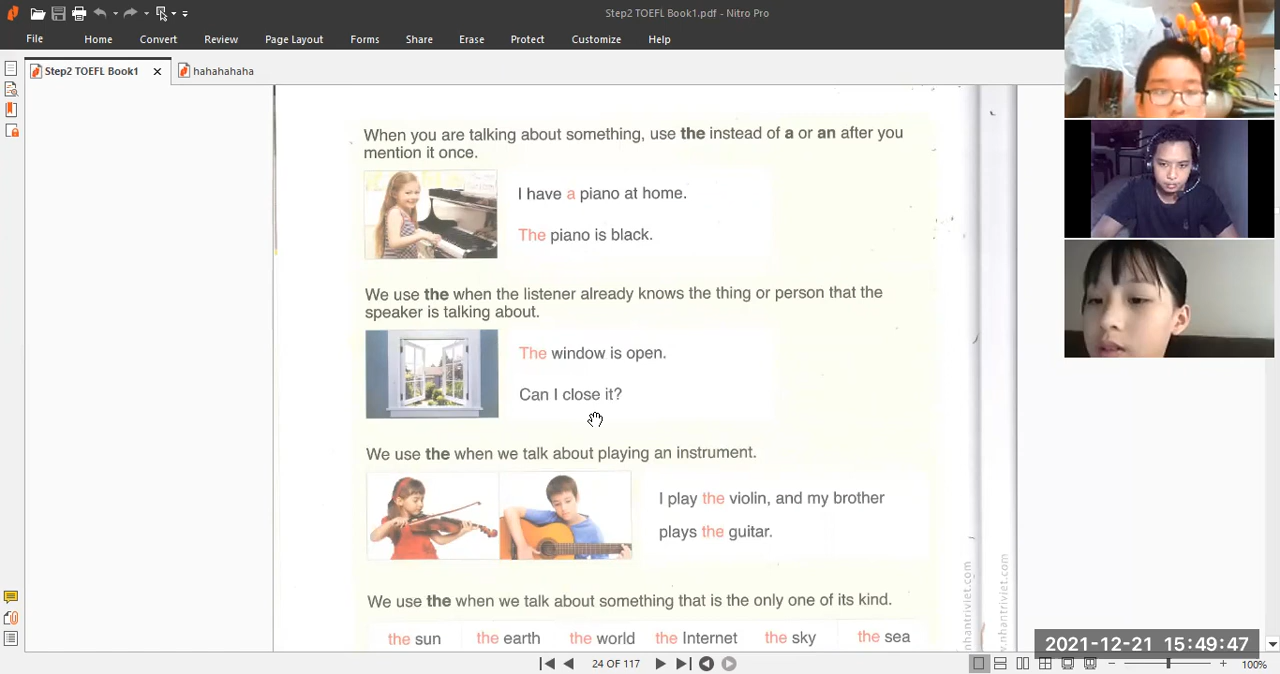 Step2 TOEFL Book1.pdf - Nitro Pro
File Home Convert Review Page Layout Forms Share Erase Protect Customize Help
Step2 TOEFL Book1 hahahahaha
When you are talking about something, use the instead of a or an after you
mention it once.
I have a piano at home.
The piano is black.
We use the when the listener already knows the thing or person that the
speaker is talking about.
The window is open.
Can I close it?
We use the when we talk about playing an instrument.
I play the violin, and my brother
plays the guitar.
We use the when we talk about something that is the only one of its kind.
the sun the earth the world the Internet the sky the sea
nhantriviet.com
nhantriviet.com
2021-12-21 15:49:47
24 OF 117
100%